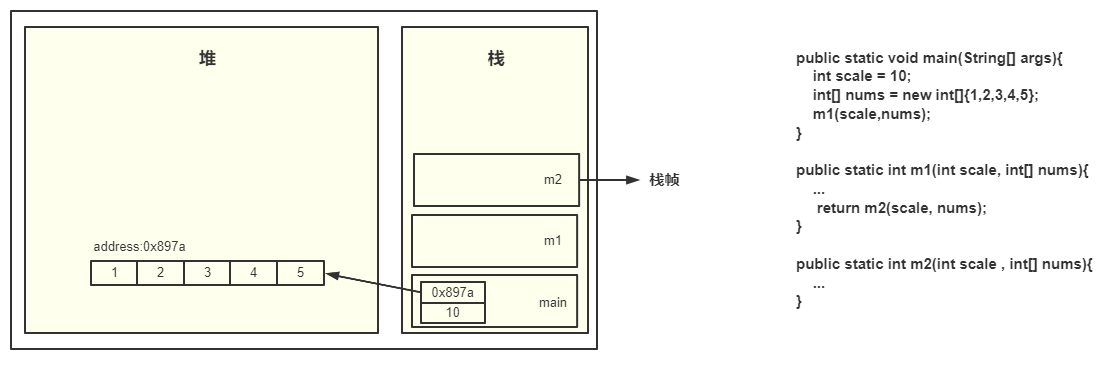 堆
栈
m2
栈帧
m1
address:0x897a
1 2 3 4 5
0x897a
10
main
public static void main(String[] args){
int scale = 10;
int[] nums = new int[]{1,2,3,4,5};
m1(scale,nums);
}
public static int m1(int scale, int[] nums){
...
return m2(scale, nums);
}
public static int m2(int scale , int[] nums){
...
}